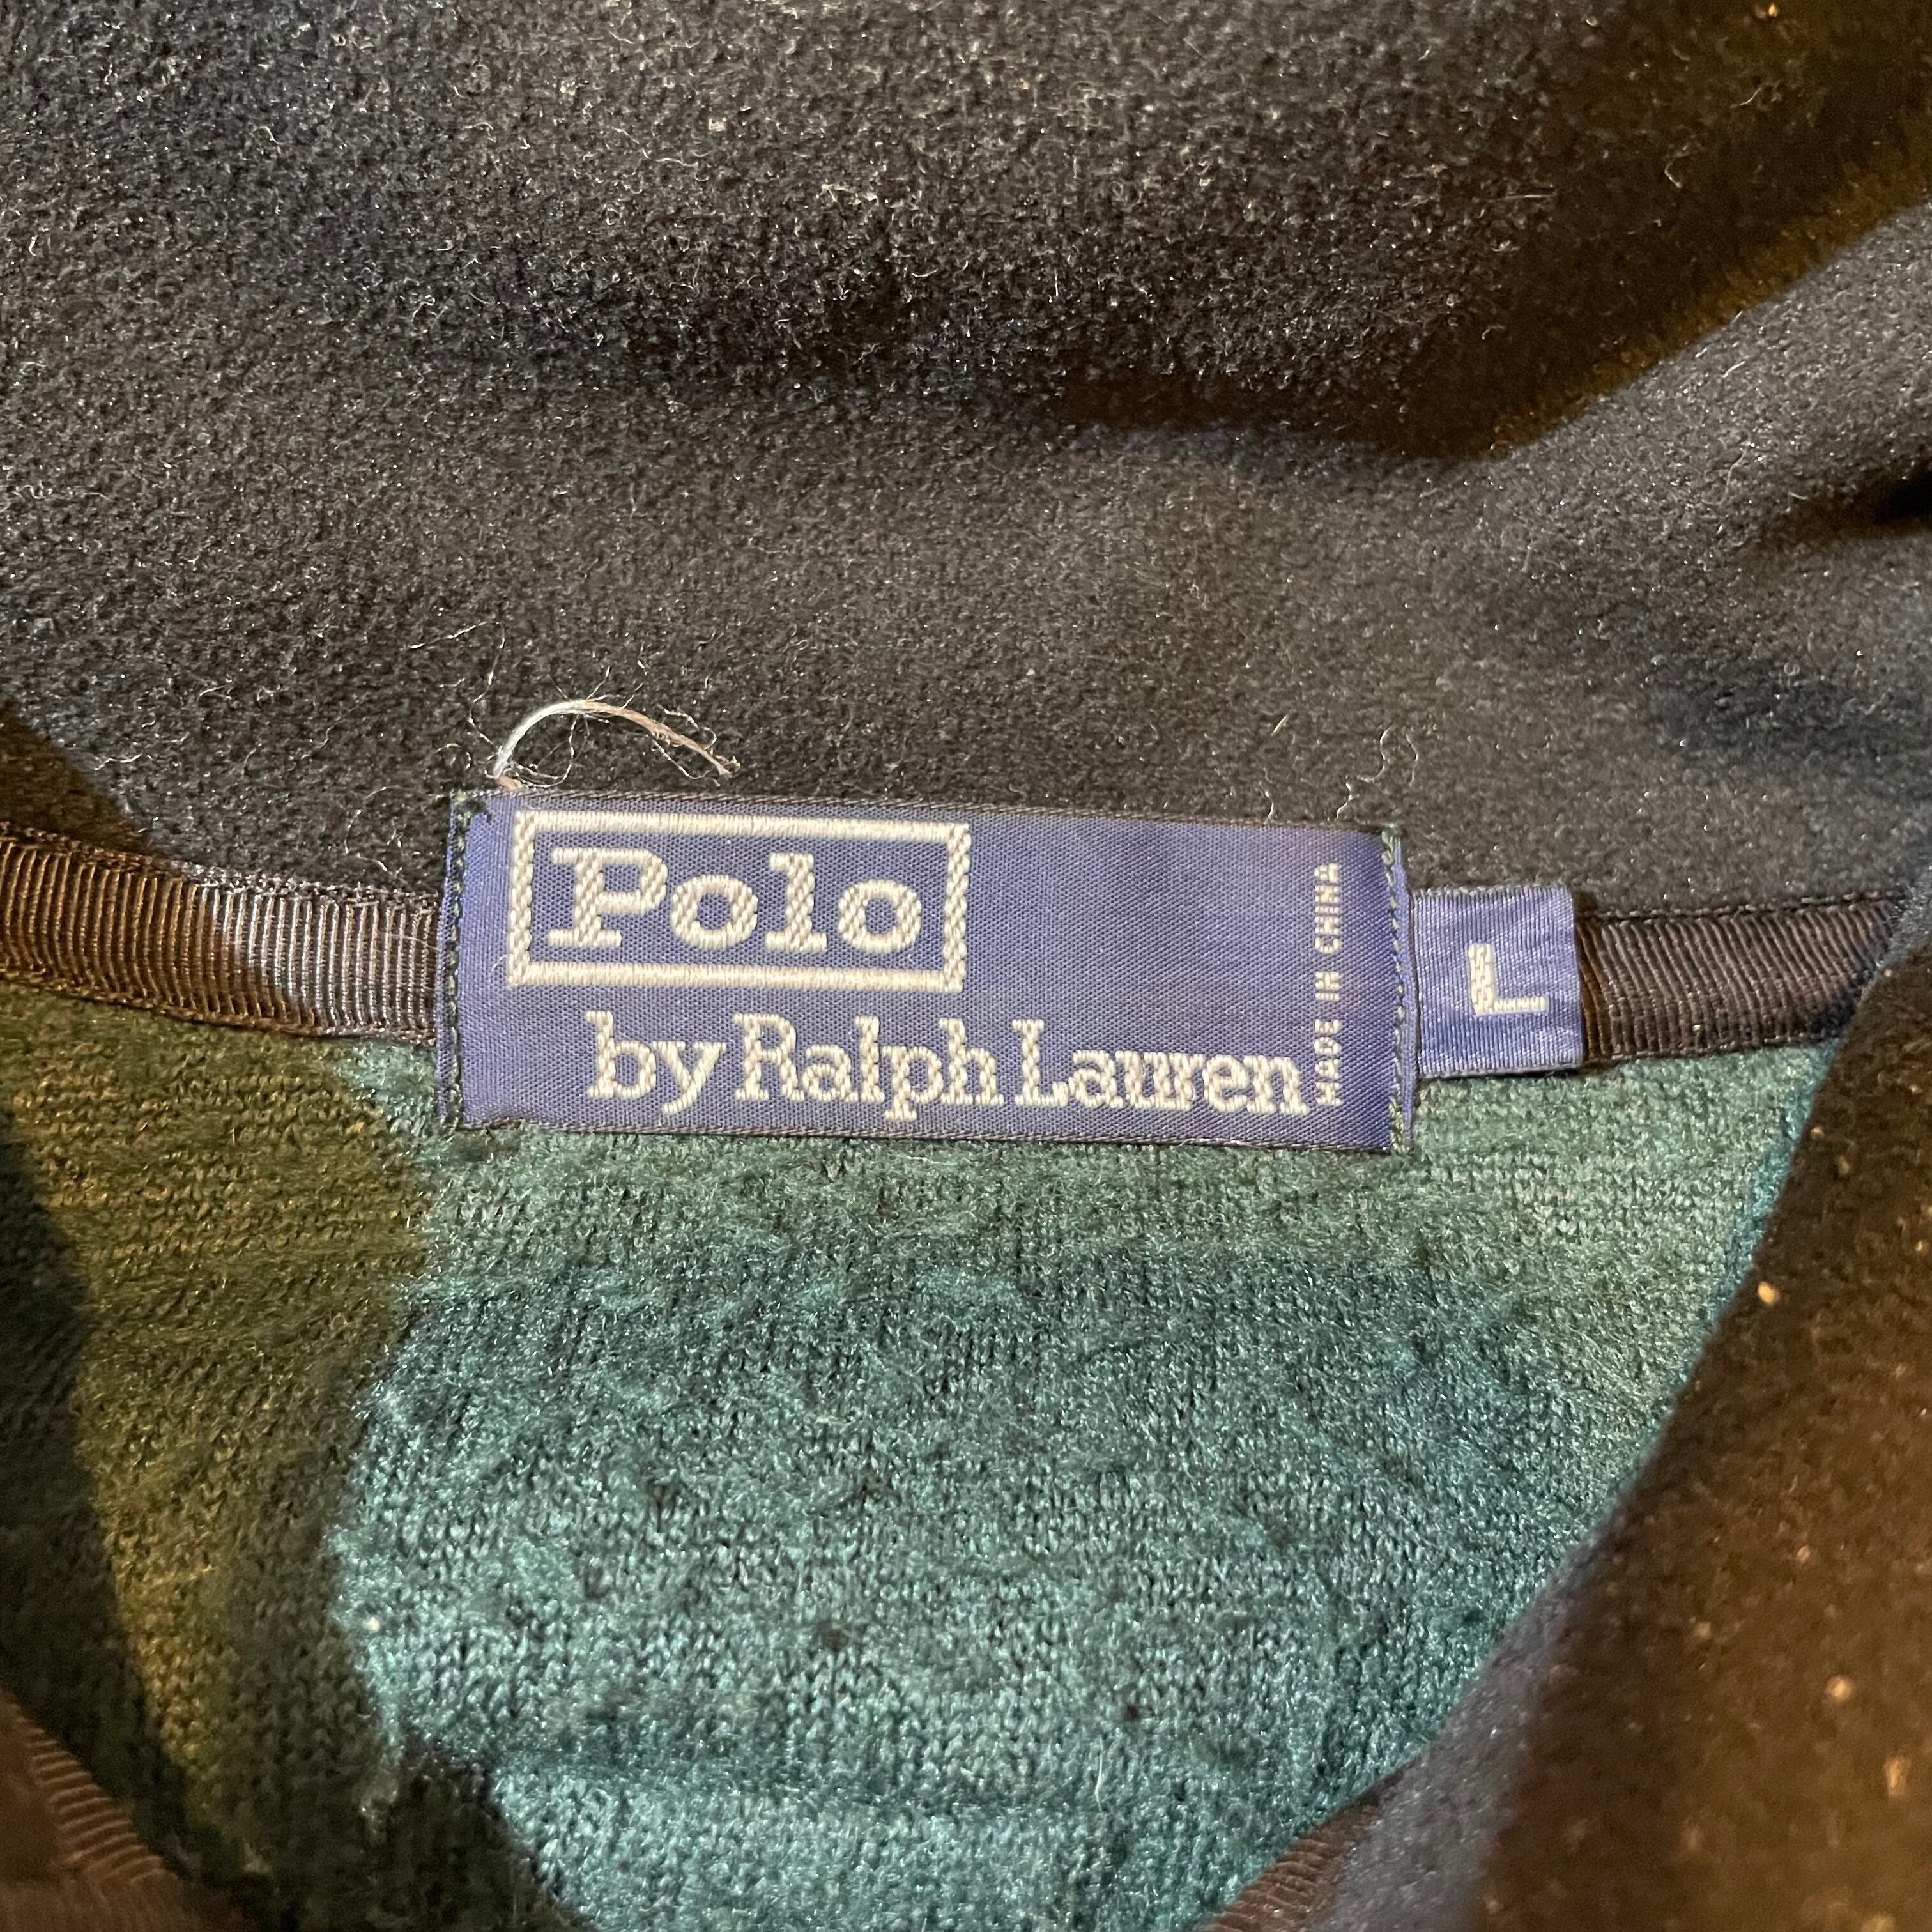 Polo
by Ralph Lauren
MADE IN CHINA
L